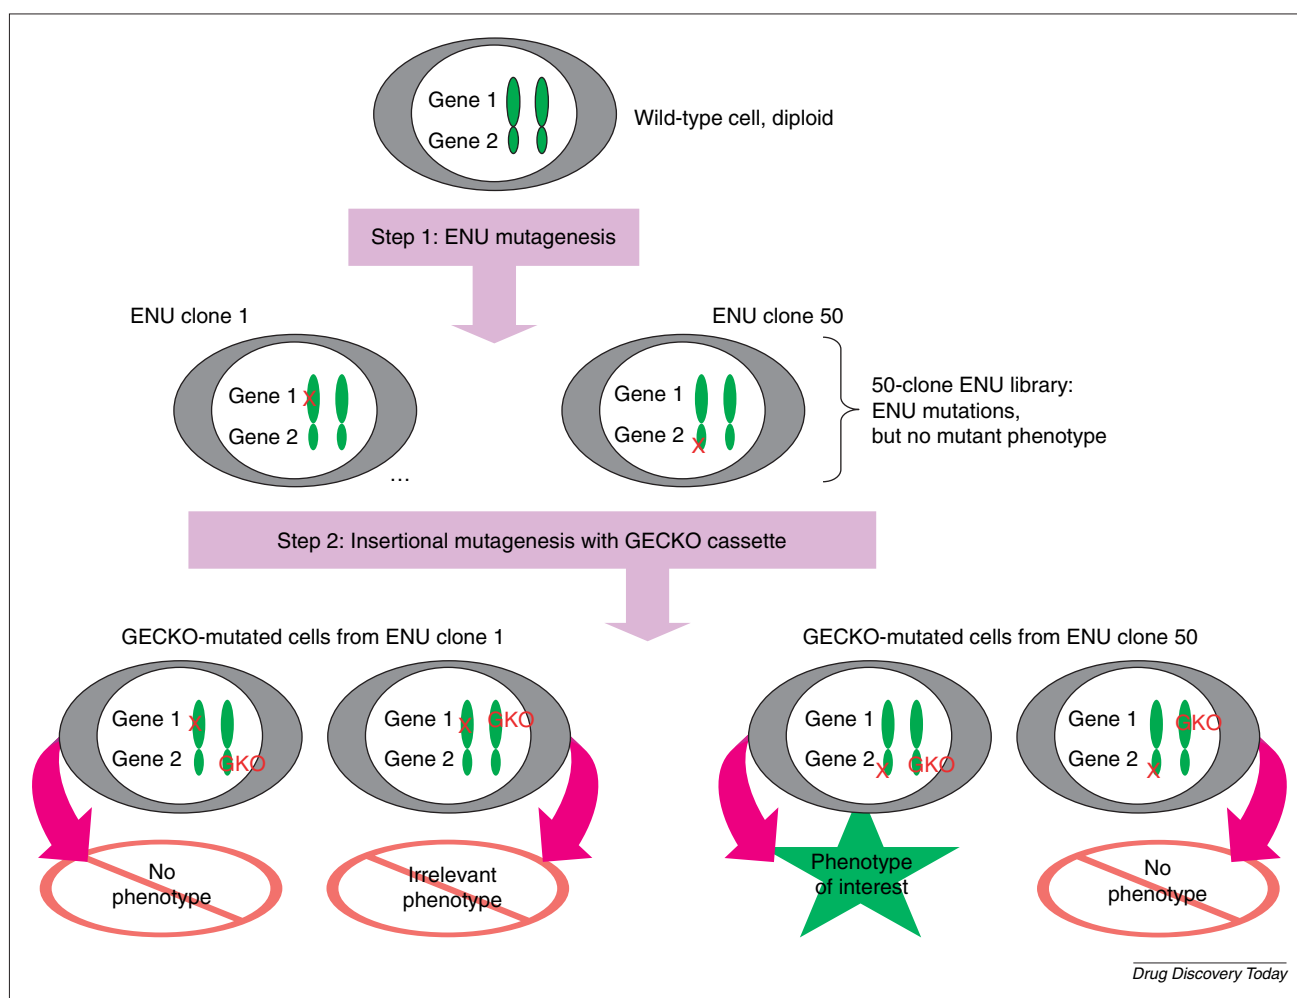 Gene 1
Gene 2
Wild-type cell, diploid
Step 1: ENU mutagenesis
ENU clone 1
ENU clone 50
Gene 1
X
Gene 2
...
Gene 1
Gene 2
X
50-clone ENU library:
ENU mutations,
but no mutant phenotype
Step 2: Insertional mutagenesis with GECKO cassette
GECKO-mutated cells from ENU clone 1
GECKO-mutated cells from ENU clone 50
Gene 1
X
Gene 2
GKO
Gene 1
X
GKO
Gene 2
Gene 1
Gene 2
X
GKO
Gene 1
GKO
Gene 2
X
No
phenotype
Irrelevant
phenotype
Phenotype
of interest
No
phenotype
Drug Discovery Today